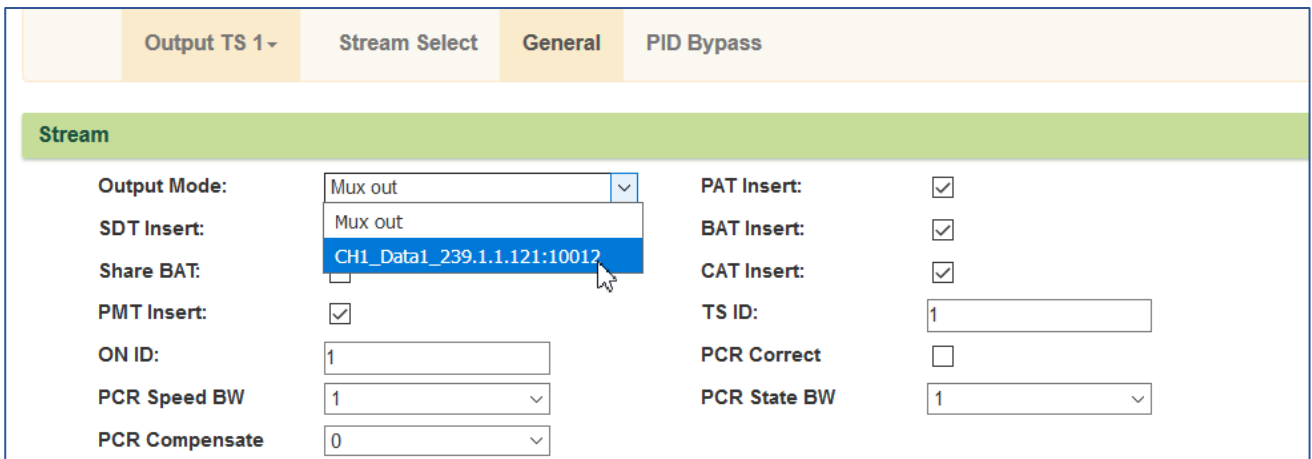 Output TS 1 Stream Select General PID Bypass
Stream
Output Mode: Mux out PAT Insert:
Mux out
SDT Insert: BAT Insert:
CH1_Data1_239.1.1.121:10012
Share BAT: CAT Insert:
PMT Insert: TS ID: 1
ON ID: 1 PCR Correct
PCR Speed BW 1 PCR State BW 1
PCR Compensate 0